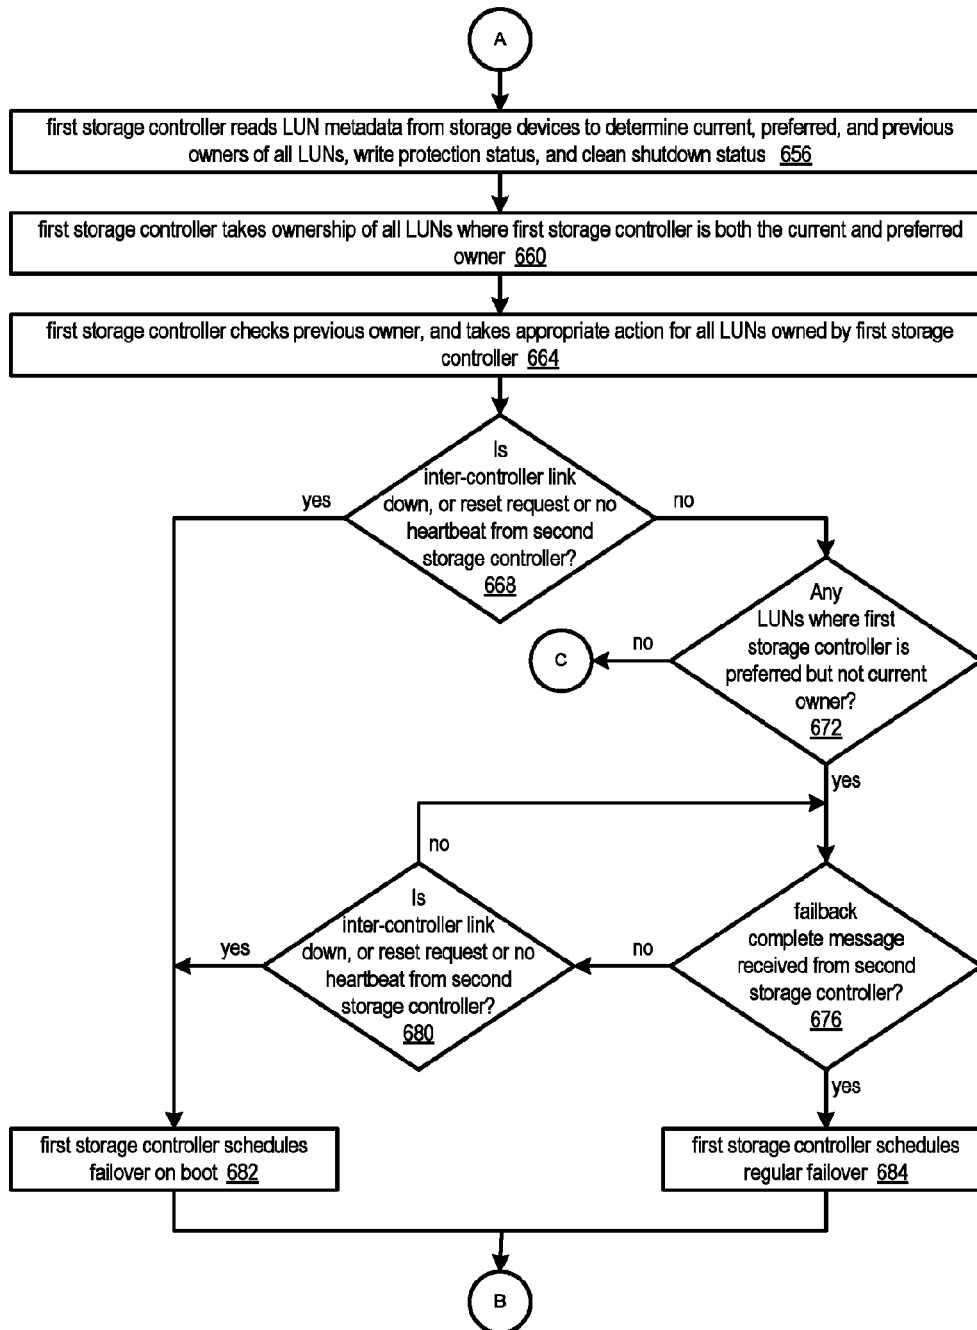 A
first storage controller reads LUN metadata from storage devices to determine current, preferred, and previous
owners of all LUNs, write protection status, and clean shutdown status 656
first storage controller takes ownership of all LUNs where first storage controller is both the current and preferred
owner 660
first storage controller checks previous owner, and takes appropriate action for all LUNs owned by first storage
controller 664
Is
inter-controller link
down, or reset request or no
heartbeat from second
storage controller?
668
yes
no
Any
LUNs where first
storage controller is
preferred but not current
owner?
672
no
C
yes
no
Is
inter-controller link
down, or reset request or no
heartbeat from second
storage controller?
680
yes
no
failback
complete message
received from second
storage controller?
676
yes
first storage controller schedules
failover on boot 682
first storage controller schedules
regular failover 684
B